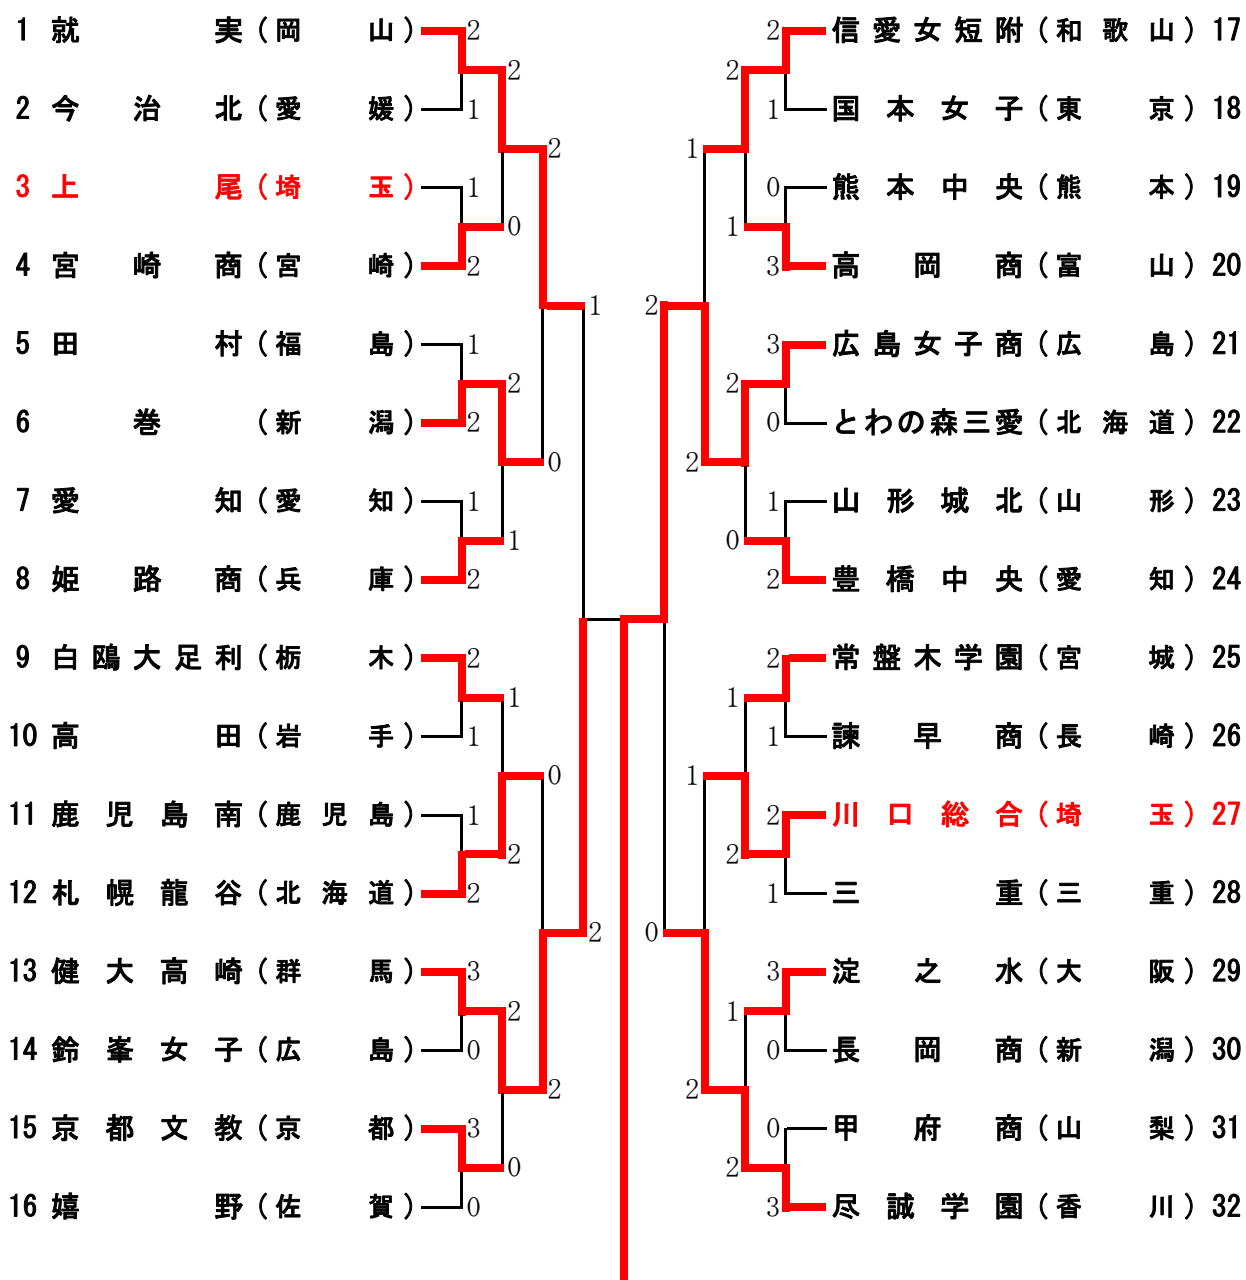 1 就実(岡山) 2
2 今治北(愛媛) 1
3 上尾(埼玉) 1
4 宮崎商(宮崎) 2
5 田村(福島) 1
6 巻(新潟) 2
7 愛知(愛知) 1
8 姫路商(兵庫) 2
9 白鴎大足利(栃木) 2
10 高田(岩手) 1
11 鹿児島南(鹿児島) 1
12 札幌龍谷(北海道) 2
13 健大高崎(群馬) 3
14 鈴峯女子(広島) 0
15 京都文教(京都) 3
16 嬉野(佐賀) 0
2
0
2
1
1
2
2
0
2
0
0
2
1
2
2 信愛女短附(和歌山) 17
1 国本女子(東京) 18
0 熊本中央(熊本) 19
3 高岡商(富山) 20
3 広島女子商(広島) 21
0 とわの森三愛(北海道) 22
1 山形城北(山形) 23
2 豊橋中央(愛知) 24
2 常盤木学園(宮城) 25
1 諫早商(長崎) 26
2 川口総合(埼玉) 27
1 三重(三重) 28
3 淀之水(大阪) 29
0 長岡商(新潟) 30
0 甲府商(山梨) 31
3 尽誠学園(香川) 32
2
1
2
0
1
2
1
2
1
2
1
2
2
0